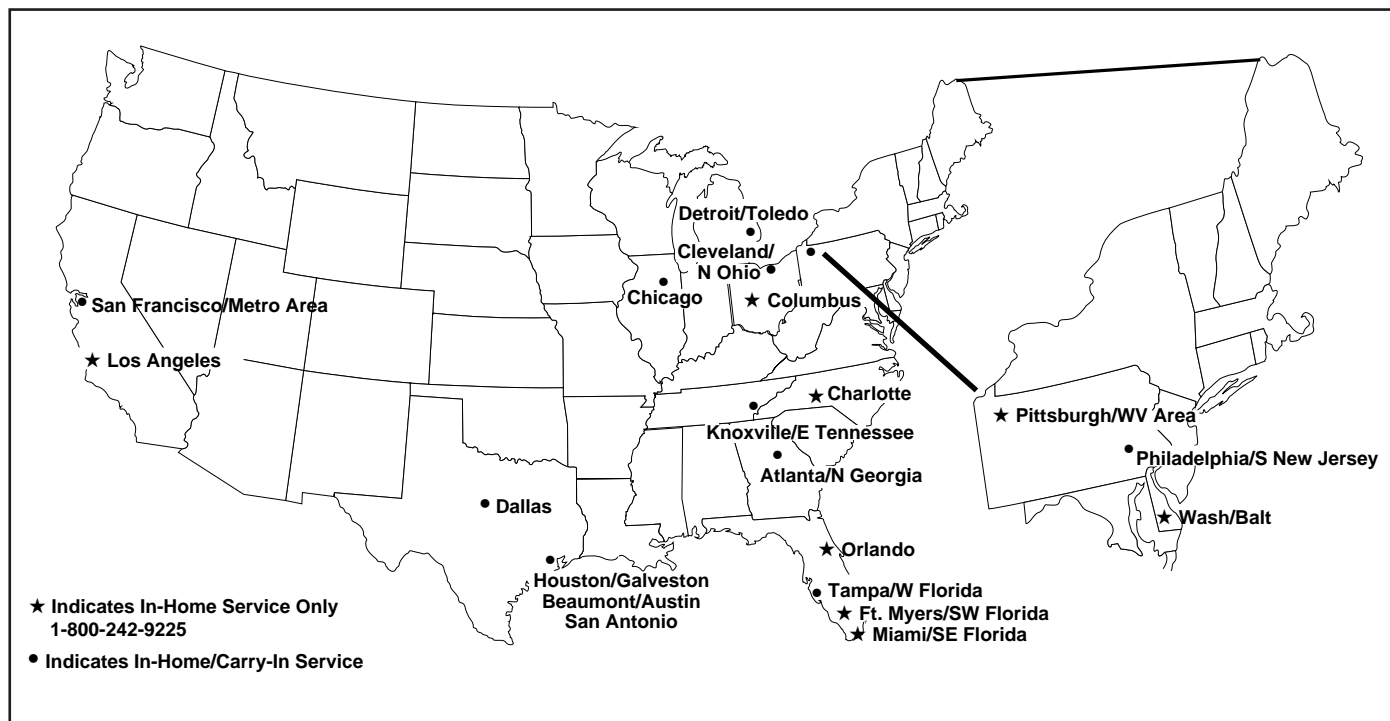 Detroit/Toledo
Cleveland/
N Ohio
Chicago
Columbus
San Francisco/Metro Area
Los Angeles
Charlotte
Knoxville/E Tennessee
Atlanta/N Georgia
Pittsburgh/WV Area
Philadelphia/S New Jersey
Wash/Balt
Dallas
Orlando
Houston/Galveston
Beaumont/Austin
San Antonio
Tampa/W Florida
Ft. Myers/SW Florida
Miami/SE Florida
★ Indicates In-Home Service Only
1-800-242-9225
• Indicates In-Home/Carry-In Service